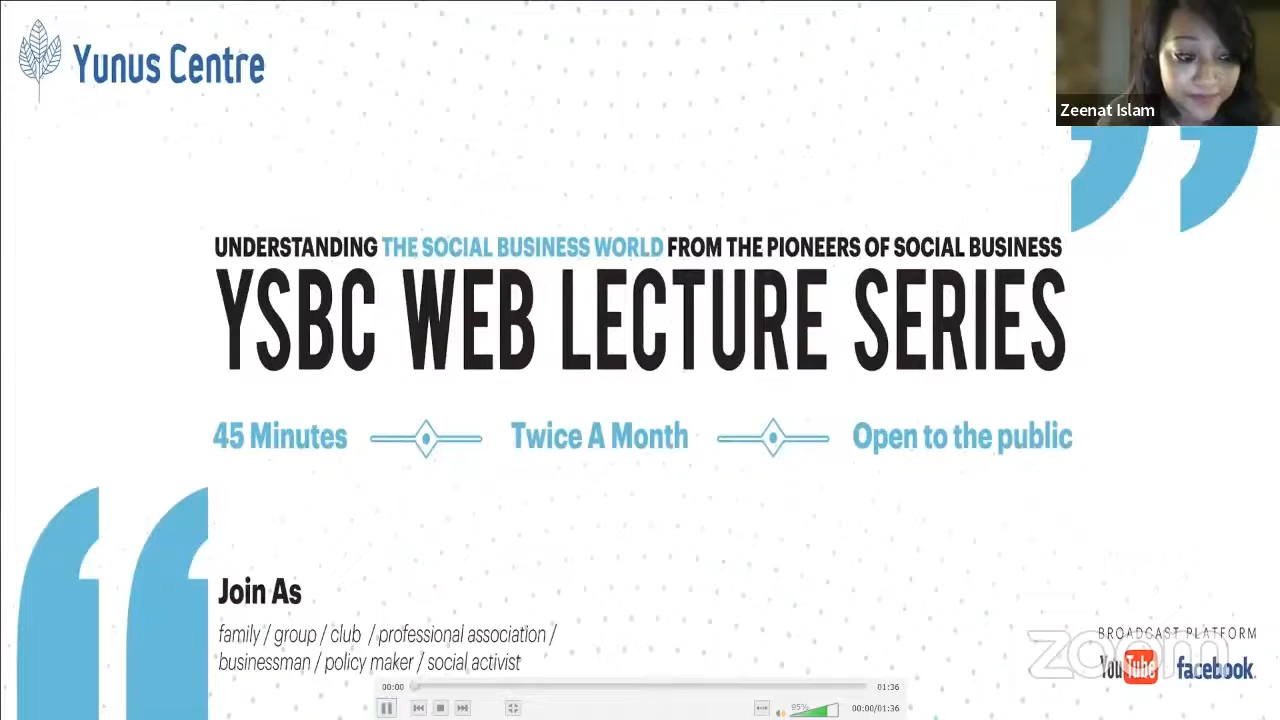 Yunus Centre
Zeenat Islam
UNDERSTANDING THE SOCIAL BUSINESS WORLD FROM THE PIONEERS OF SOCIAL BUSINESS
YSBC WEB LECTURE SERIES
45 Minutes
Twice A Month
Open to the public
Join As
family / group / club / professional association /
businessman / policy maker / social activist
BROADCAST PLATFORM
zoom
YouTube
facebook.
00:00
01:36
95%
00:00/01:36